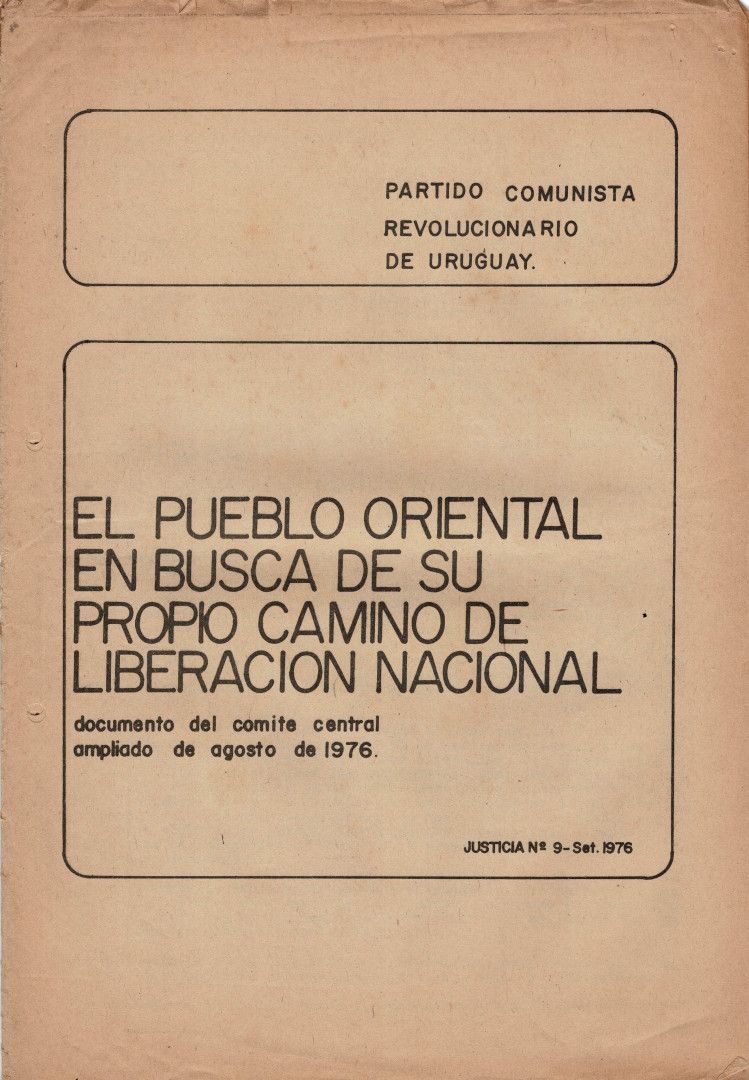 PARTIDO COMUNISTA
REVOLUCIONARIO
DE URUGUAY.
EL PUEBLO ORIENTAL
EN BUSCA DE SU
PROPIO CAMINO DE
LIBERACION NACIONAL
documento del comite central
ampliado de agosto de 1976.
JUSTICIA Nº 9-Set. 1976